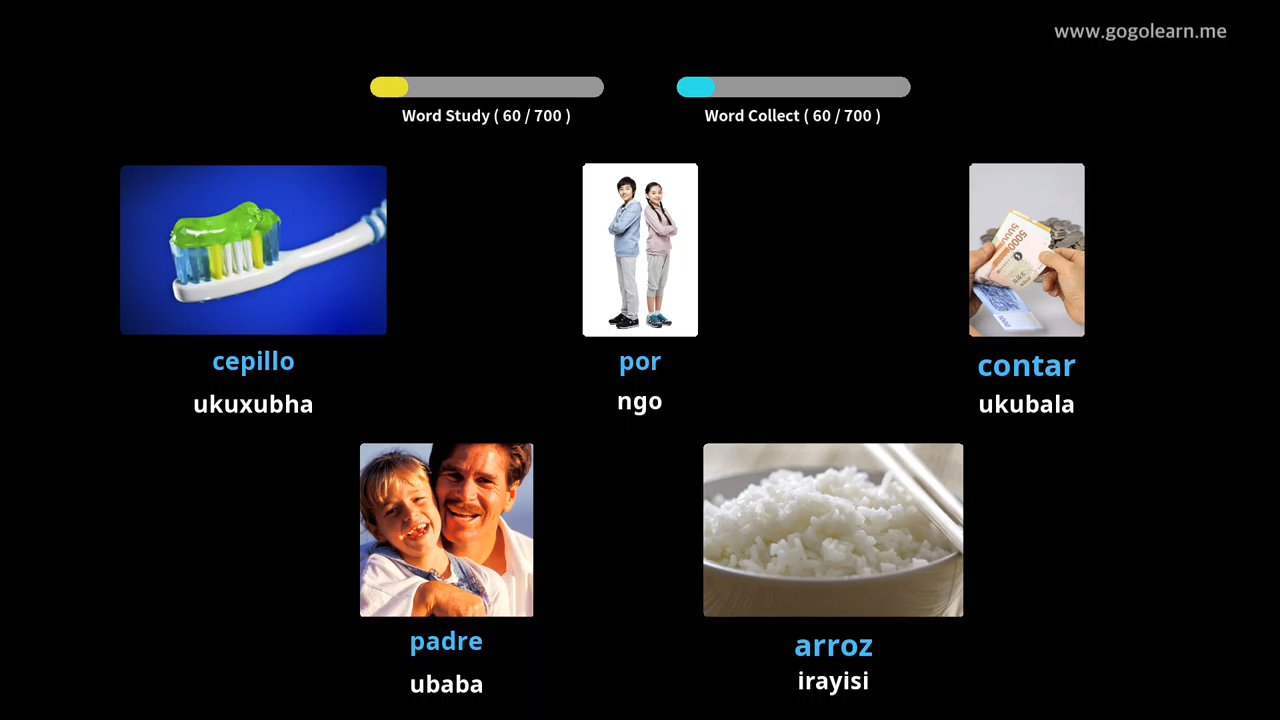 www.gogolearn.me
Word Study ( 60 / 700 )
Word Collect ( 60 / 700 )
cepillo
ukuxubha
por
ngo
contar
ukubala
padre
ubaba
arroz
irayisi